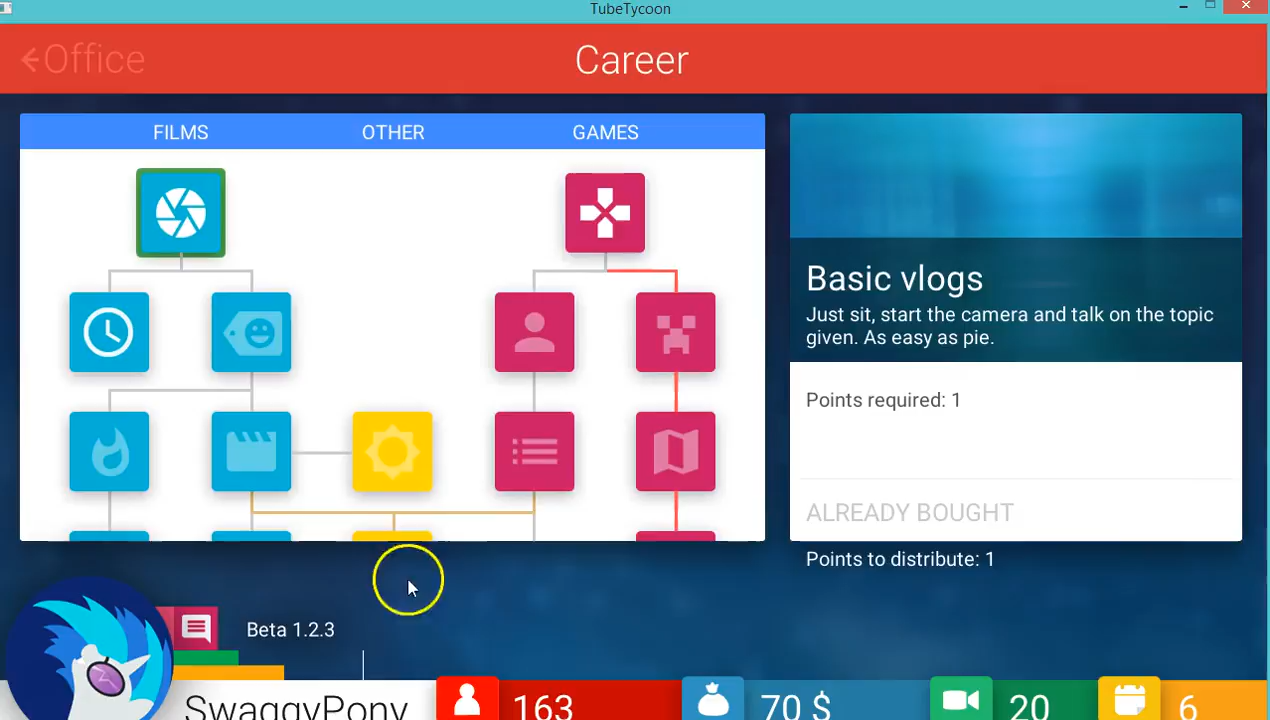 TubeTycoon
Office
Career
FILMS
OTHER
GAMES
Basic vlogs
Just sit, start the camera and talk on the topic
given. As easy as pie.
Points required: 1
ALREADY BOUGHT
Points to distribute: 1
Beta 1.2.3
SwaggyPony
163
70 $
20
6